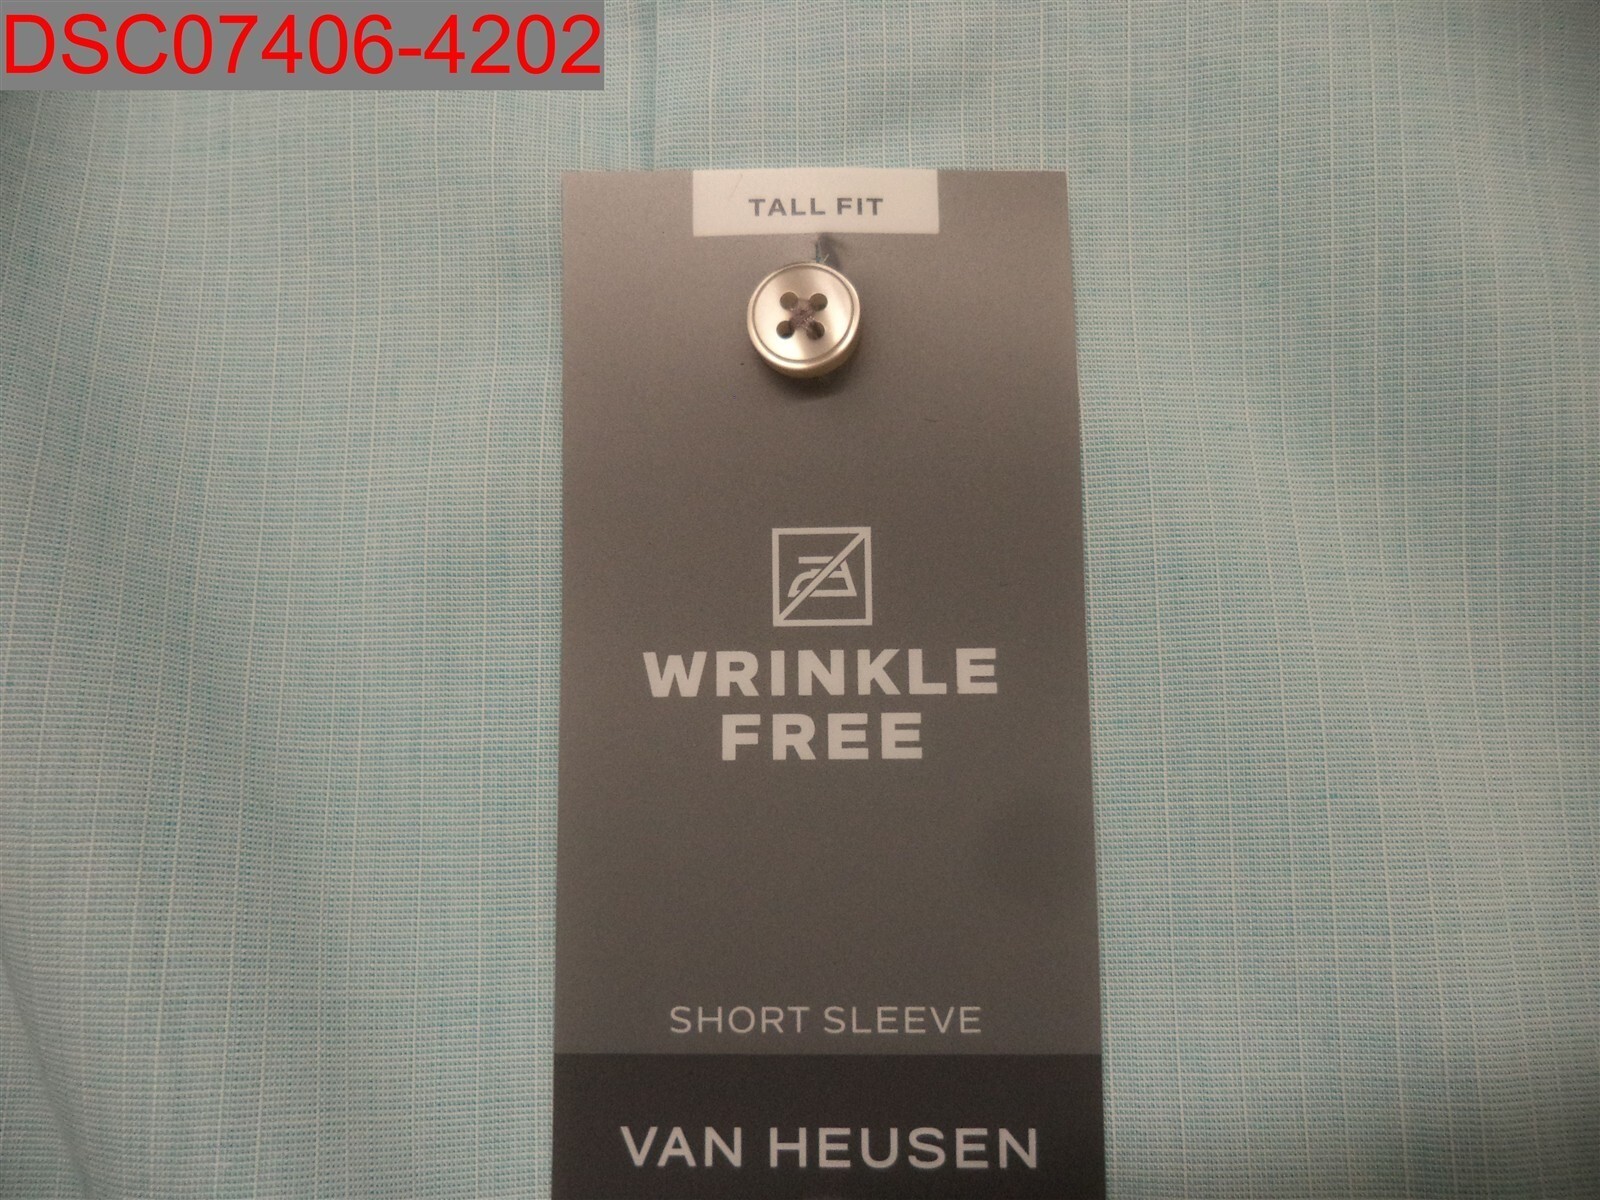 DSC07406-4202
TALL FIT
WRINKLE
FREE
SHORT SLEEVE
VAN HEUSEN